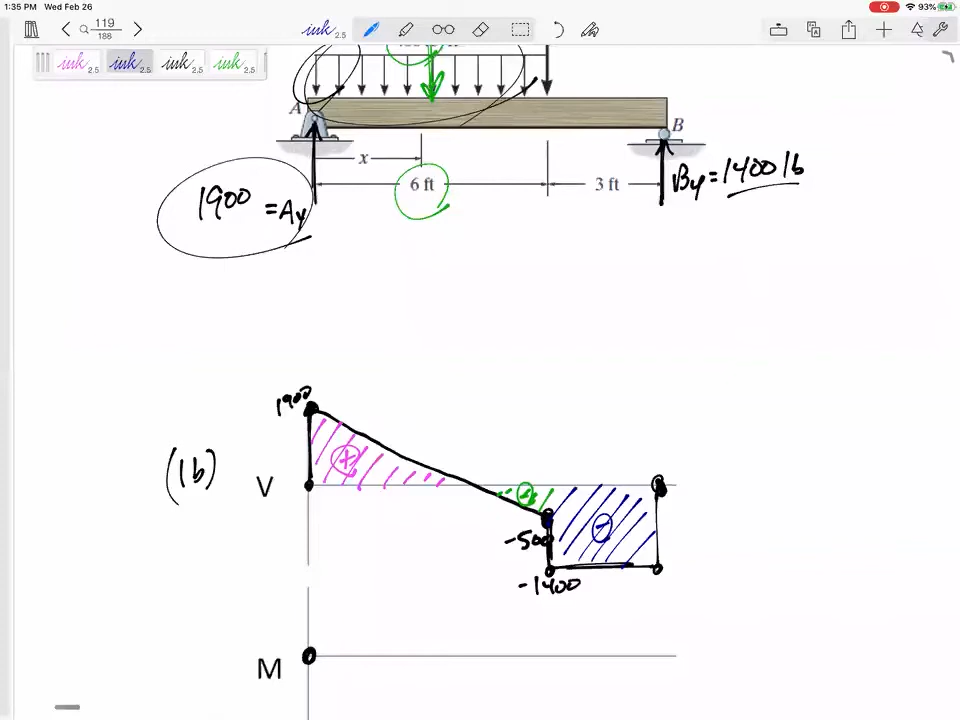 1:35 PM Wed Feb 26
93%
119
188
ink 2.5
ink 2.5
ink 2.5
ink 2.5
ink 2.5
A
B
x
6 ft
3 ft
1900 = Ay
By = 1400 lb
1900
(lb)
V
+
-
-
-500
-1400
M